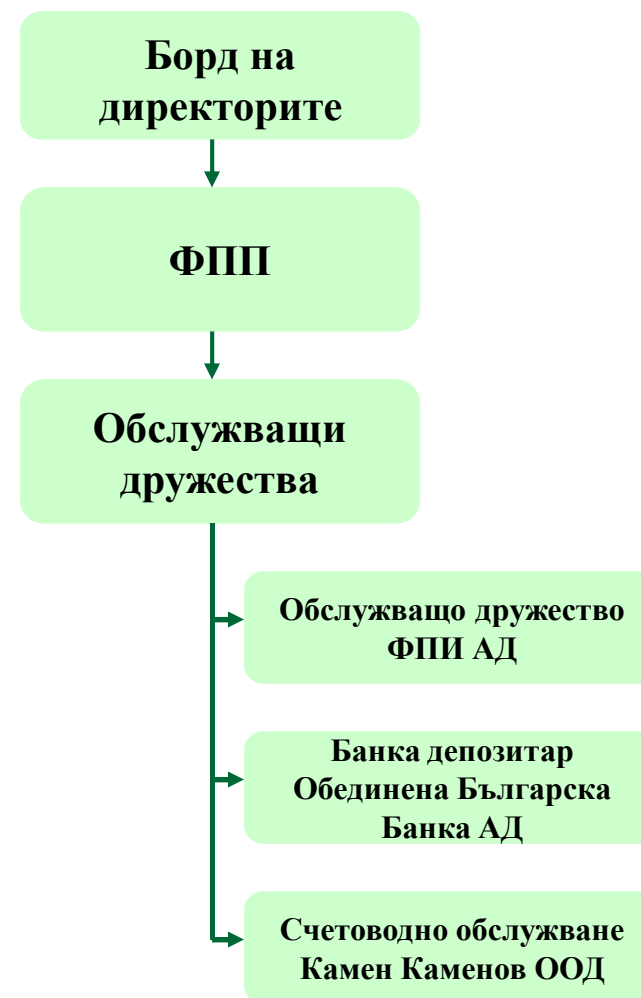 Борд на
директорите
ФПП
Обслужващи
дружества
Обслужващо дружество
ФПИ АД
Банка депозитар
Обединена Българска
Банка АД
Счетоводно обслужване
Камен Каменов ООД